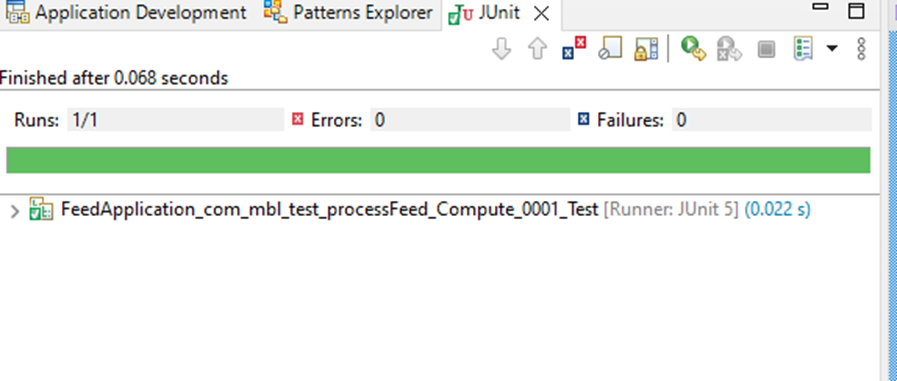 Application Development Patterns Explorer JUnit
Finished after 0.068 seconds
Runs: 1/1 Errors: 0 Failures: 0
FeedApplication_com_mbl_test_processFeed_Compute_0001_Test [Runner: JUnit 5] (0.022 s)